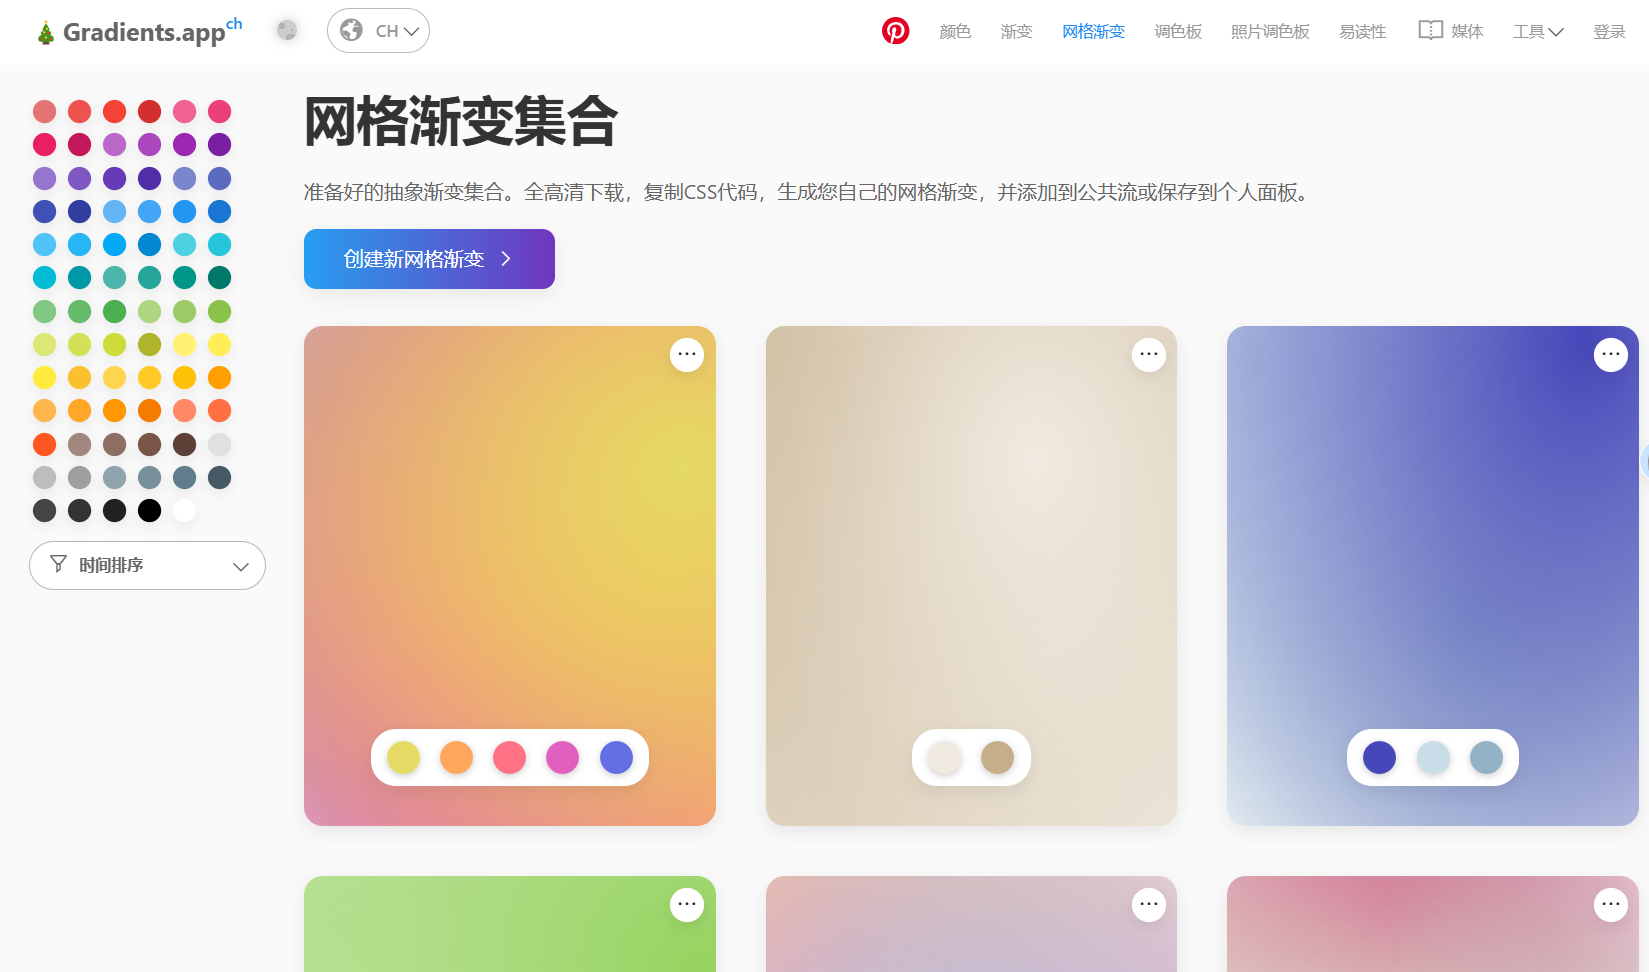 Gradients.app ch
CH
颜色
渐变
网格渐变
调色板
照片调色板
易读性
媒体
工具
登录
网格渐变集合
准备好的抽象渐变集合。全高清下载，复制CSS代码，生成您自己的网格渐变，并添加到公共流或保存到个人面板。
创建新网格渐变
时间排序